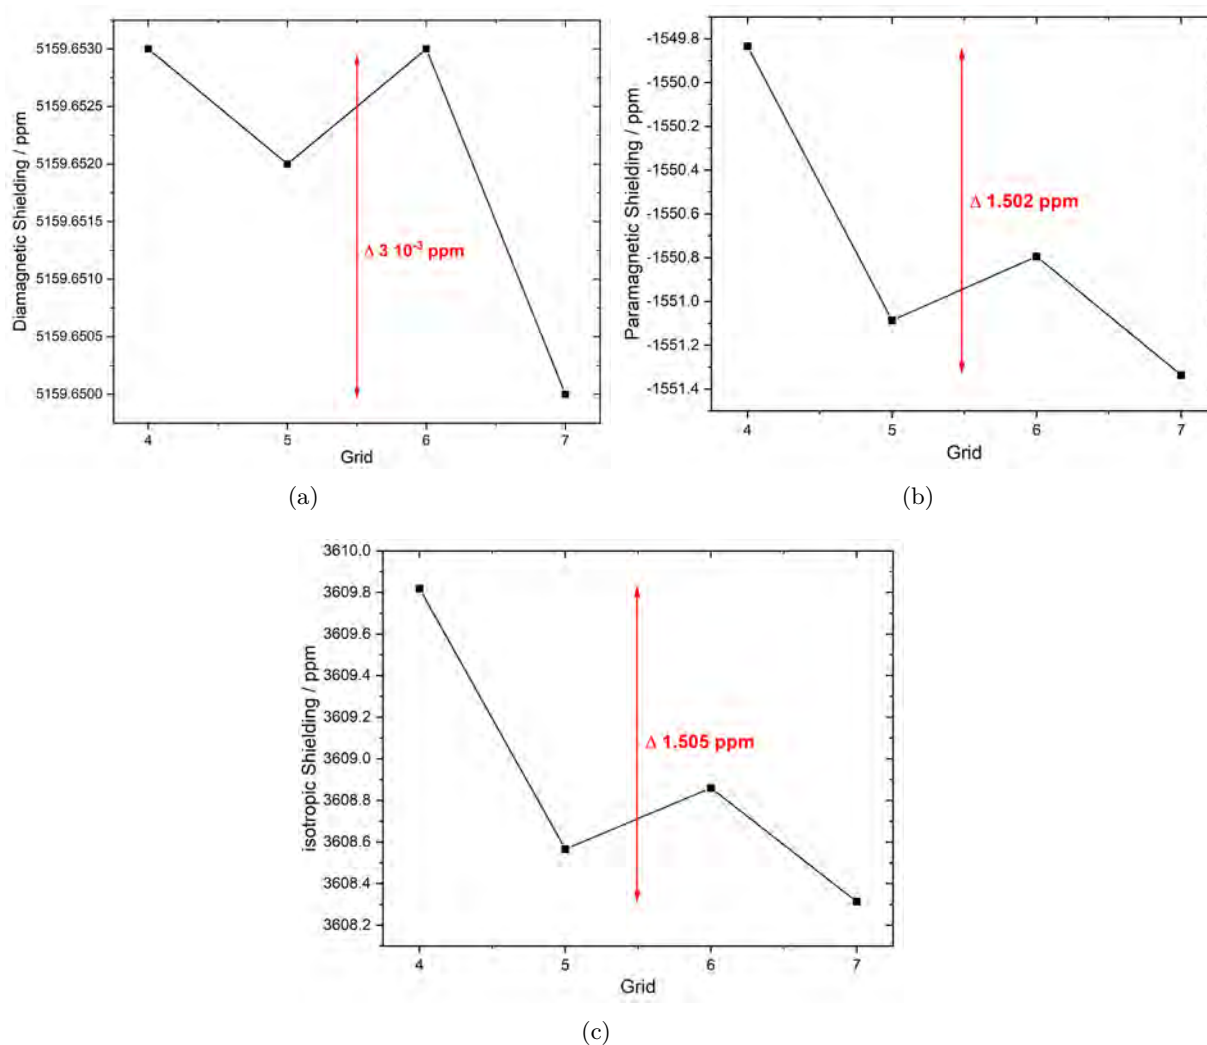 Diamagnetic Shielding / ppm
5159.6530
5159.6525
5159.6520
5159.6515
5159.6510
5159.6505
5159.6500
Δ 3 10⁻³ ppm
4 5 6 7
Grid
(a)
Paramagnetic Shielding / ppm
-1549.8
-1550.0
-1550.2
-1550.4
-1550.6
-1550.8
-1551.0
-1551.2
-1551.4
Δ 1.502 ppm
4 5 6 7
Grid
(b)
isotropic Shielding / ppm
3610.0
3609.8
3609.6
3609.4
3609.2
3609.0
3608.8
3608.6
3608.4
3608.2
Δ 1.505 ppm
4 5 6 7
Grid
(c)